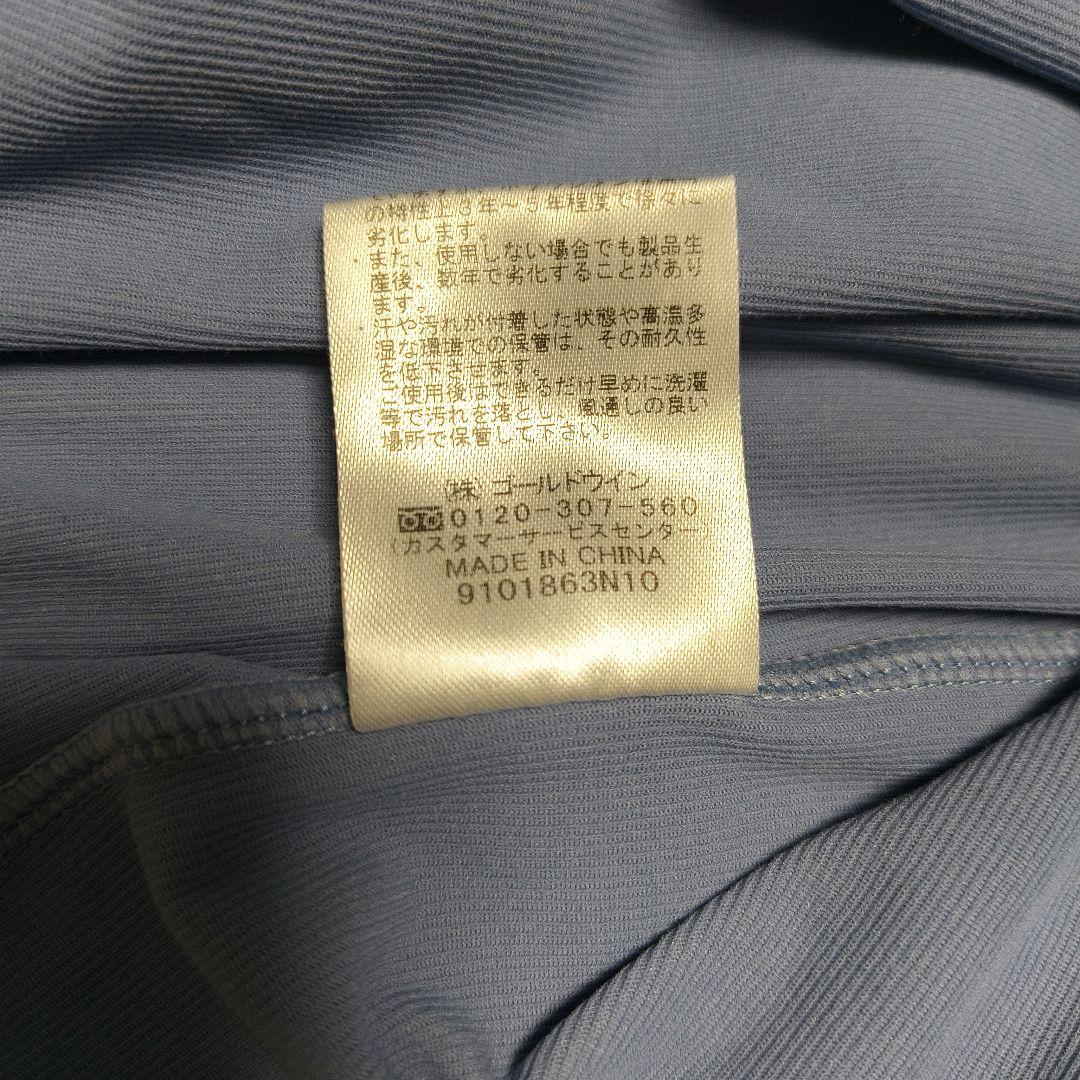 の特性上3年～5年程度で徐々に
劣化します。
・また、使用しない場合でも製品生
産後、数年で劣化することがあり
ます。
・汗や汚れが付着した状態や高温多
湿な環境での保管は、その耐久性
を低下させます。
ご使用後はできるだけ早めに洗濯
等で汚れを落とし、風通しの良い
場所で保管して下さい。
(株)ゴールドウイン
0120-307-560
(カスタマーサービスセンター)
MADE IN CHINA
9101863N10